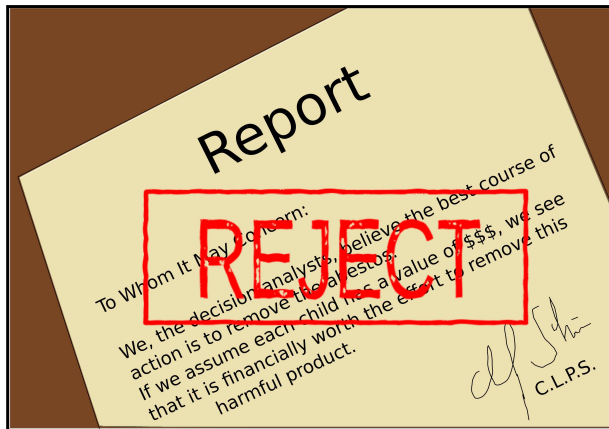 Report
To Whom It May Concern:
We, the decision analysts, believe the best course of
action is to remove the abestos.
If we assume each child has a value of $$$, we see
that it is financially worth the effort to remove this
harmful product.
REJECT
C.L.P.S.